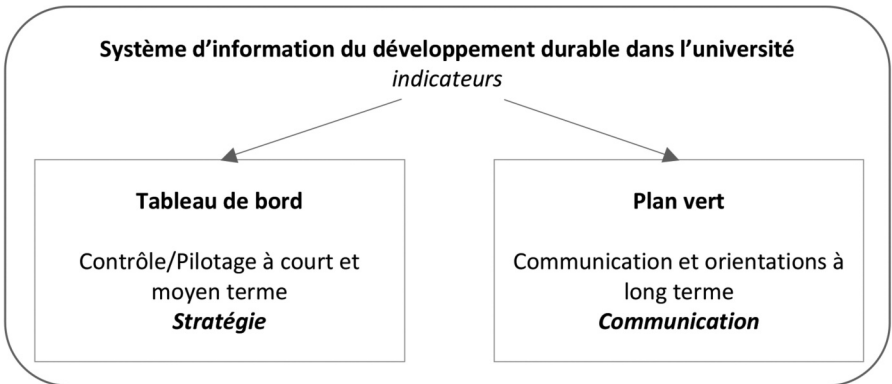 Système d’information du développement durable dans l’université
indicateurs
Tableau de bord
Contrôle/Pilotage à court et
moyen terme
Stratégie
Plan vert
Communication et orientations à
long terme
Communication